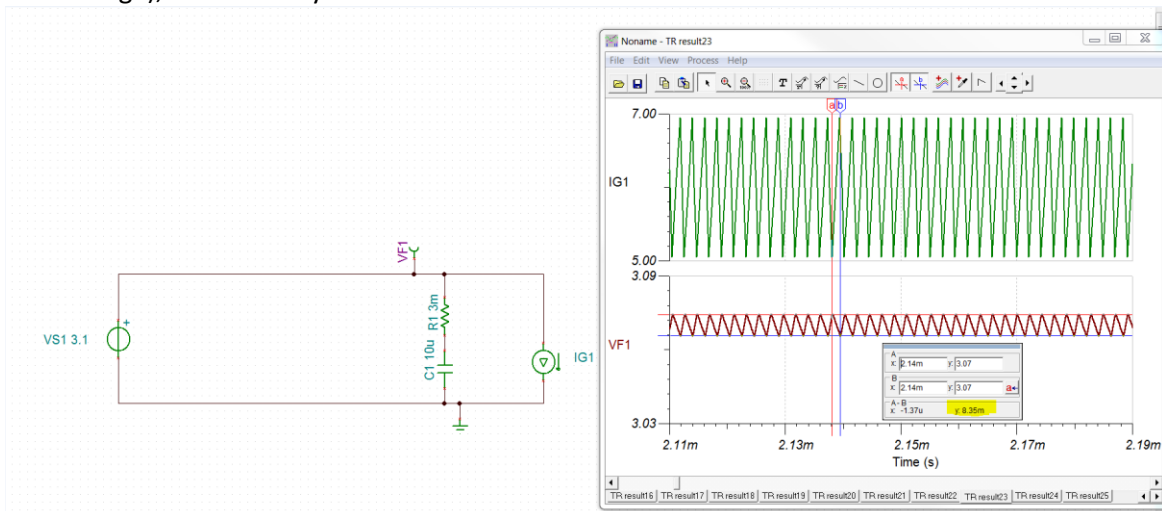 Noname - TR result23
File Edit View Process Help
a b
7.00
IG1
5.00
3.09
VF1
3.03
2.11m 2.13m 2.15m 2.17m 2.19m
Time (s)
A
x: 2.14m y: 3.07
B
x: 2.14m y: 3.07
a
A - B
x: -1.37u y: 8.35m
TR result16 TR result17 TR result18 TR result19 TR result20 TR result21 TR result22 TR result23 TR result24 TR result25
VF1
R1 3m
C1 10u
VS1 3.1
+
IG1